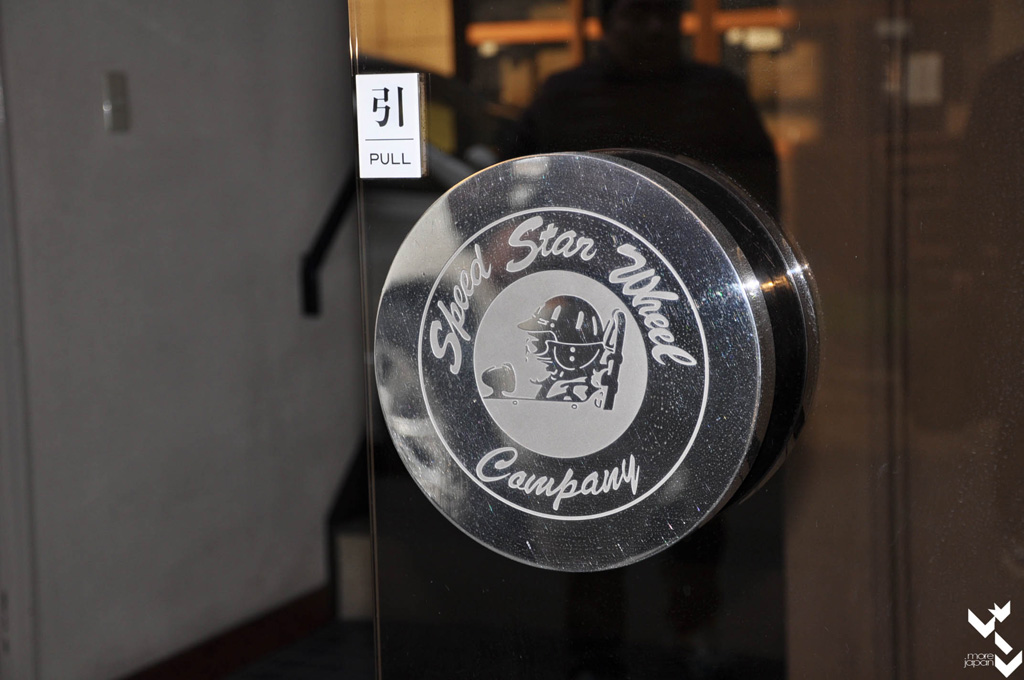 引
PULL
Speed Star Wheel
Company
more
japan